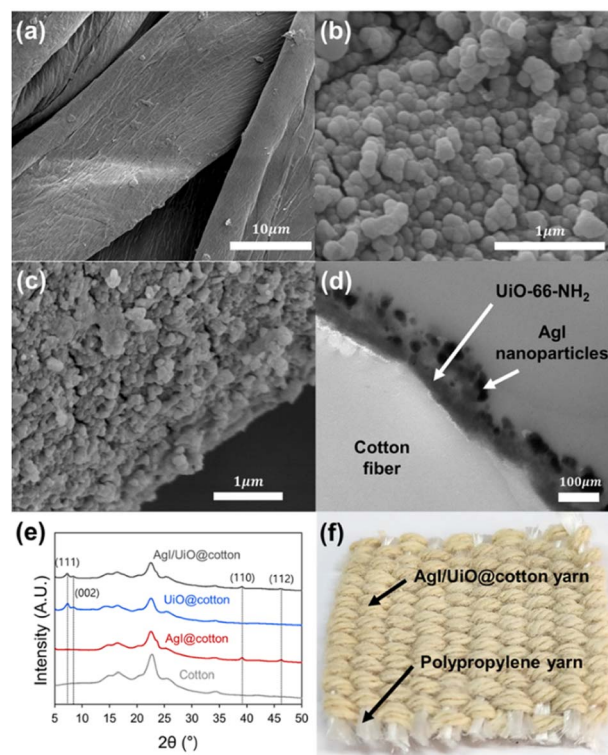 (a)
10μm
(b)
1μm
(c)
1μm
(d)
UiO-66-NH₂
AgI
nanoparticles
Cotton
fiber
100μm
(e)
Intensity (A.U.)
(111)
(002)
AgI/UiO@cotton
(110)
(112)
UiO@cotton
AgI@cotton
Cotton
5 10 15 20 25 30 35 40 45 50
2θ (°)
(f)
AgI/UiO@cotton yarn
Polypropylene yarn